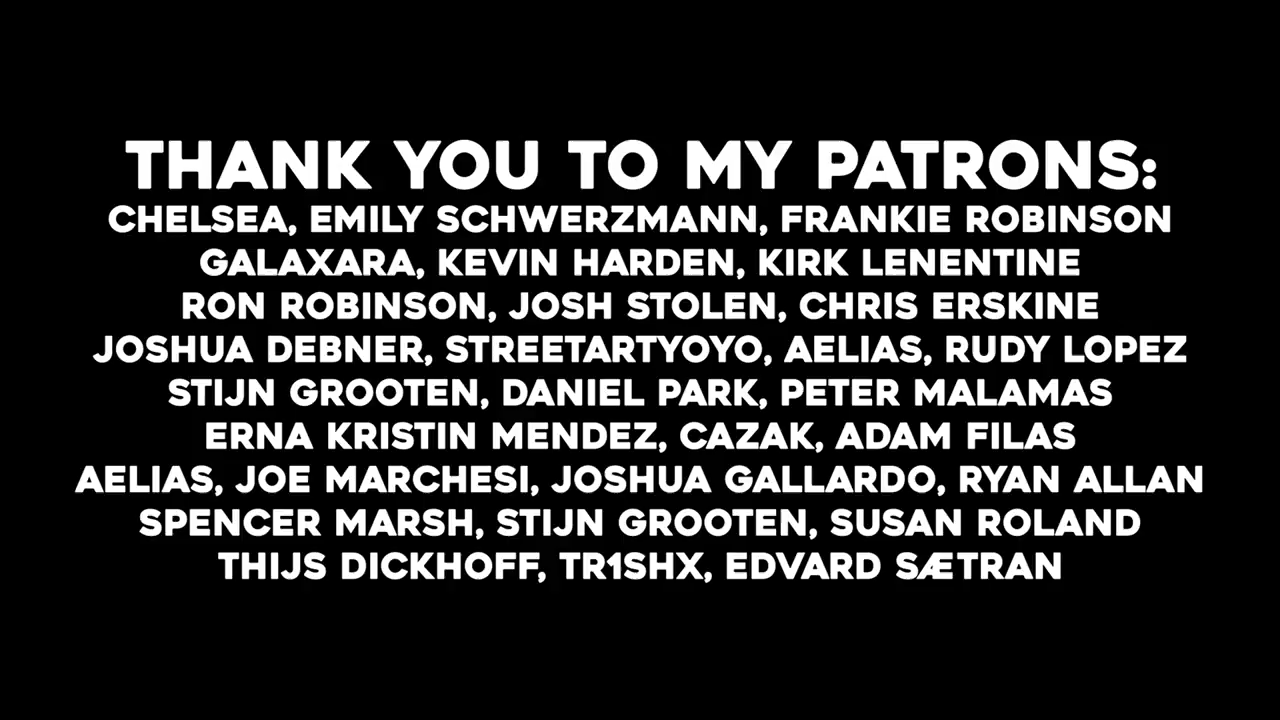 THANK YOU TO MY PATRONS:
CHELSEA, EMILY SCHWERZMANN, FRANKIE ROBINSON
GALAXARA, KEVIN HARDEN, KIRK LENENTINE
RON ROBINSON, JOSH STOLEN, CHRIS ERSKINE
JOSHUA DEBNER, STREETARTYOYO, AELIAS, RUDY LOPEZ
STIJN GROOTEN, DANIEL PARK, PETER MALAMAS
ERNA KRISTIN MENDEZ, CAZAK, ADAM FILAS
AELIAS, JOE MARCHESI, JOSHUA GALLARDO, RYAN ALLAN
SPENCER MARSH, STIJN GROOTEN, SUSAN ROLAND
THIJS DICKHOFF, TR1SHX, EDVARD SÆTRAN